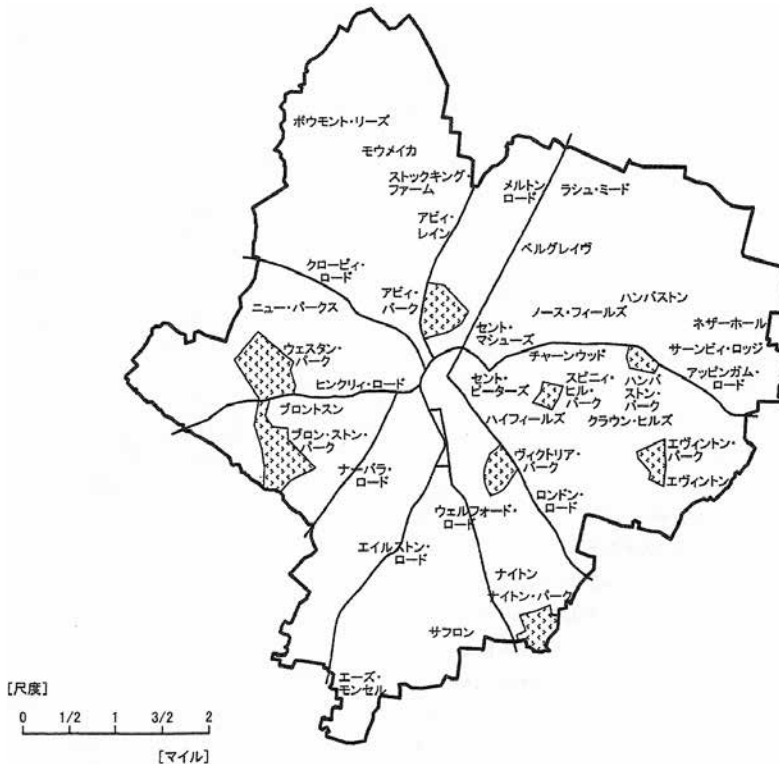 ボウモント・リーズ
モウメイカ
ストッキング・
ファーム
メルトン
ロード
ラシュ・ミード
アビィ・
レイン
ベルグレイヴ
クロービィ・
ロード
アビィ・
パーク
ニュー・パークス
ハンバストン
ノース・フィールズ
ネザーホール
セント・
マシューズ
ウェスタン・
パーク
チャーンウッド
サーンビィ・ロッジ
アッピンガム・
ロード
ヒンクリィ・ロード
セント・
ピーターズ
スピニィ・
ヒル・
パーク
ハンバ
ストン・
パーク
ブロントスン
ハイフィールズ
クラウン・ヒルズ
ブロン・ストン・
パーク
ナーバラ・
ロード
ヴィクトリア・
パーク
エヴィントン・
パーク
エヴィントン
ロンドン・
ロード
ウェルフォード・
ロード
エイルストン・
ロード
ナイトン
ナイトン・パーク
サフロン
エーズ・
モンセル
[尺度]
0 1/2 1 3/2 2
[マイル]